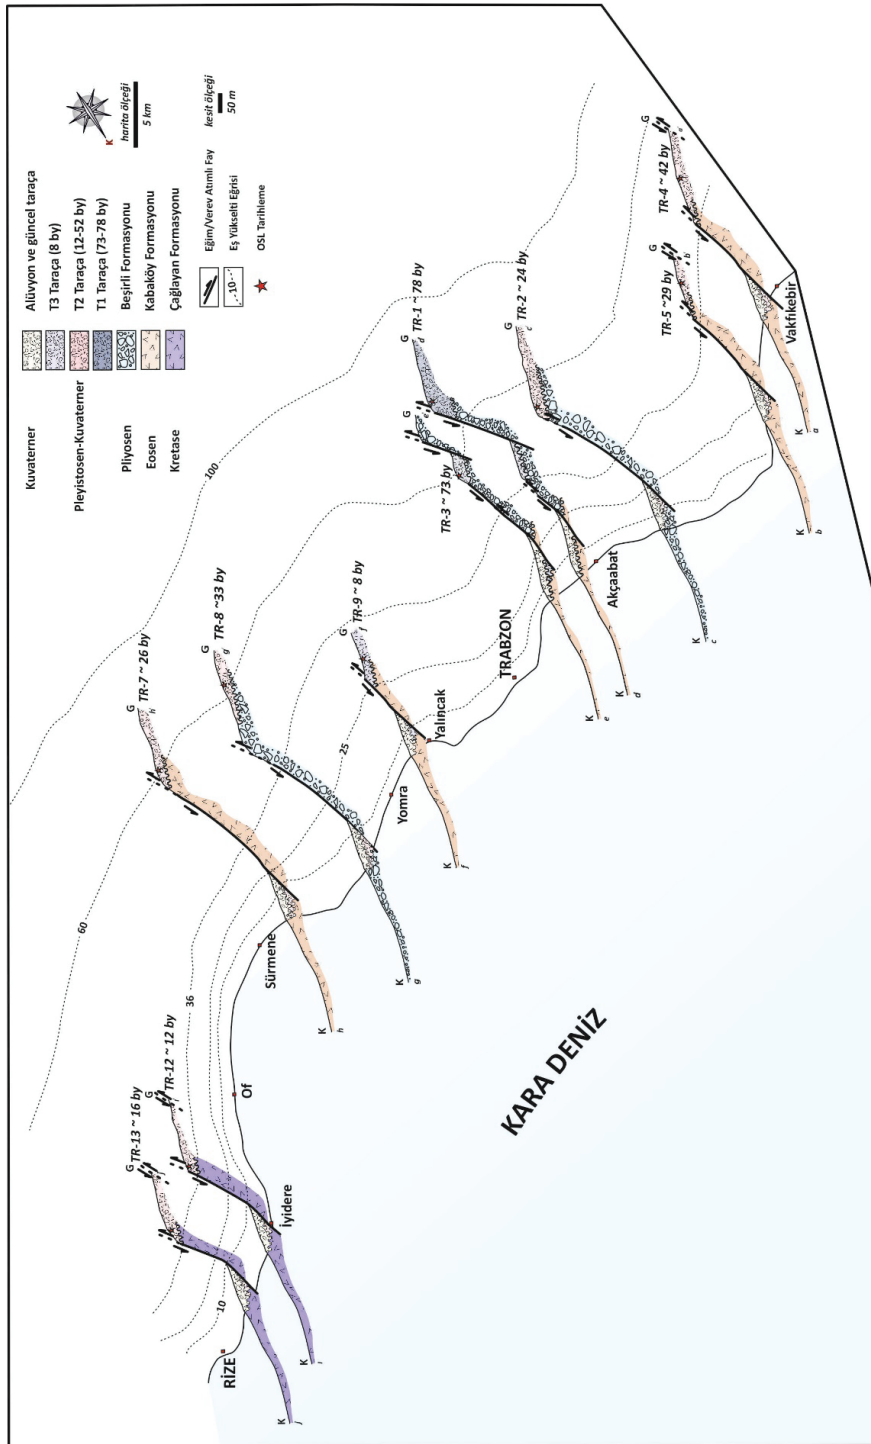 Kuvaterner
Pleyistosen-Kuvaterner
Pliyosen
Eosen
Kretase
Alüvyon ve güncel taraça
T3 Taraça (8 by)
T2 Taraça (12-52 by)
T1 Taraça (73-78 by)
Beşirli Formasyonu
Kabaköy Formasyonu
Çağlayan Formasyonu
K
harita ölçeği
5 km
kesit ölçeği
50 m
Eğim/Verev Atımlı Fay
10
Eş Yükselti Eğrisi
OSL Tarihleme
G
TR-13 ~ 16 by
j
G
TR-12 ~ 12 by
i
G
TR-7 ~ 26 by
h
G
TR-8 ~33 by
g
G
TR-9 ~ 8 by
f
G
TR-3 ~ 73 by
e
G
TR-1 ~ 78 by
d
G
TR-2 ~ 24 by
c
G
TR-5 ~29 by
b
G
TR-4 ~ 42 by
a
60
100
36
25
10
RİZE
İyidere
Of
Sürmene
Yomra
Yalıncak
TRABZON
Akçaabat
Vakfıkebir
KARA DENİZ
K
j
K
i
K
h
K
g
K
f
K
e
K
d
K
c
K
b
K
a